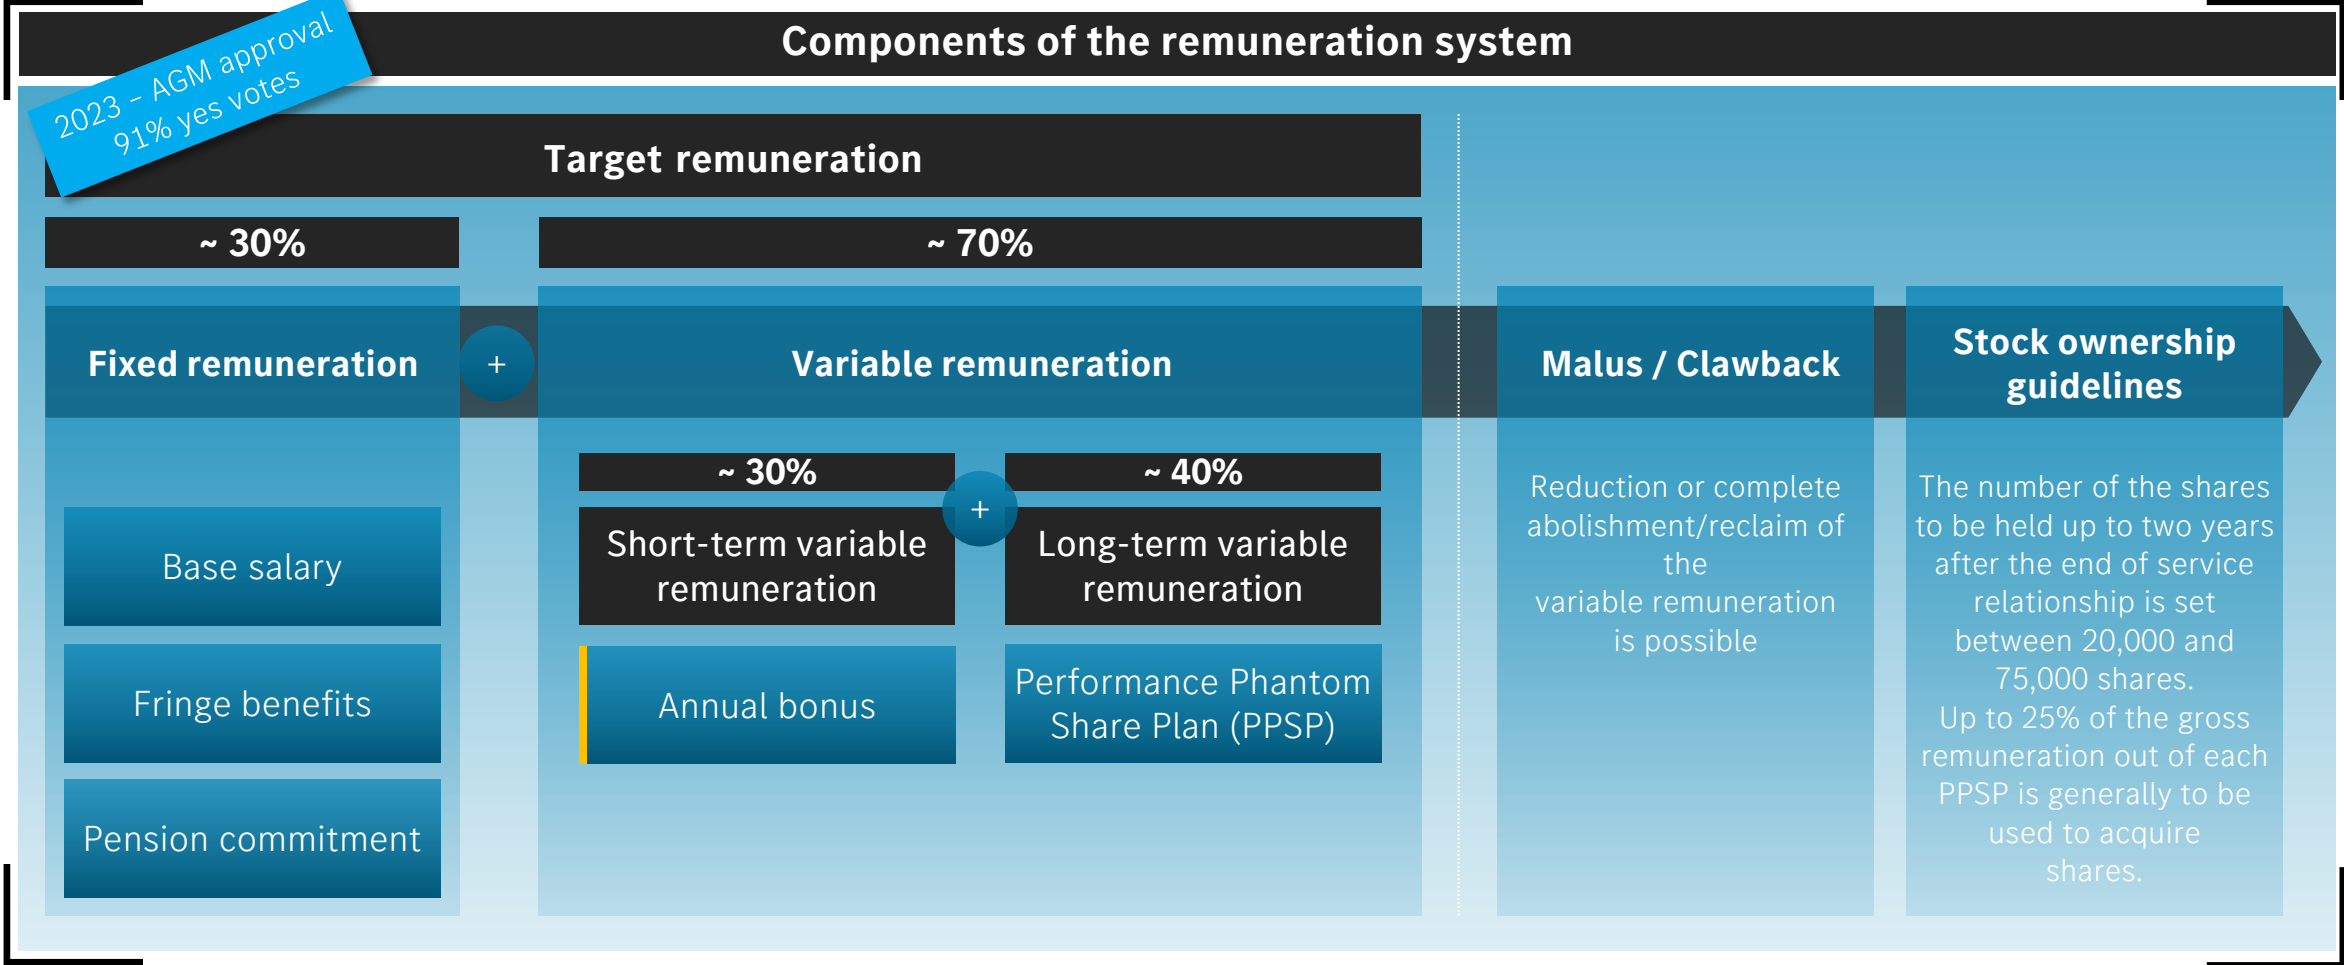 Components of the remuneration system
2023 – AGM approval
91% yes votes
Target remuneration
~ 30%
~ 70%
Fixed remuneration
+
Variable remuneration
Malus / Clawback
Stock ownership
guidelines
Base salary
Fringe benefits
Pension commitment
~ 30%
Short-term variable
remuneration
Annual bonus
+
~ 40%
Long-term variable
remuneration
Performance Phantom
Share Plan (PPSP)
Reduction or complete
abolishment/reclaim of
the
variable remuneration
is possible
The number of the shares
to be held up to two years
after the end of service
relationship is set
between 20,000 and
75,000 shares.
Up to 25% of the gross
remuneration out of each
PPSP is generally to be
used to acquire
shares.